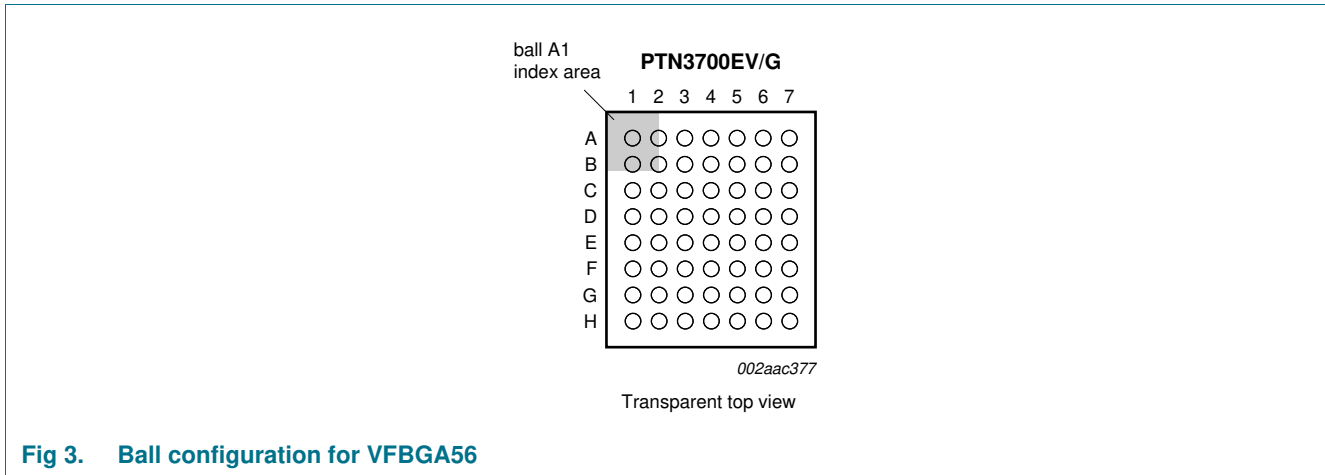 ball A1
index area
PTN3700EV/G
1 2 3 4 5 6 7
A
B
C
D
E
F
G
H
002aac377
Transparent top view
Fig 3. Ball configuration for VFBGA56